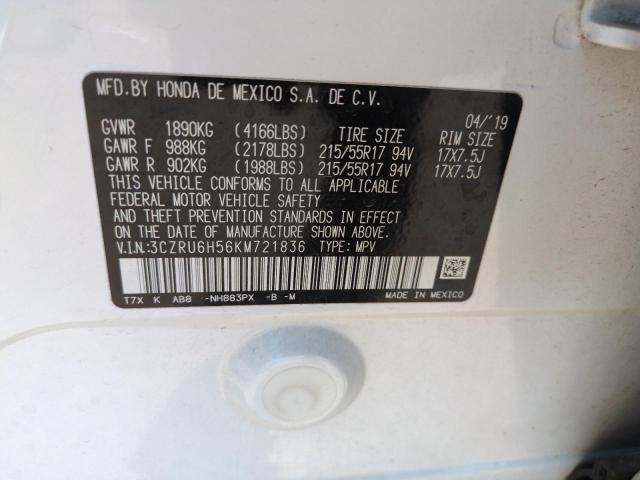 MFD.BY HONDA DE MEXICO S.A. DE C.V.
04/'19
GVWR 1890KG (4166LBS) TIRE SIZE RIM SIZE
GAWR F 988KG (2178LBS) 215/55R17 94V 17X7.5J
GAWR R 902KG (1988LBS) 215/55R17 94V 17X7.5J
THIS VEHICLE CONFORMS TO ALL APPLICABLE
FEDERAL MOTOR VEHICLE SAFETY
AND THEFT PREVENTION STANDARDS IN EFFECT
ON THE DATE OF MANUFACTURE SHOWN ABOVE.
V.I.N.:3CZRU6H56KM721836 TYPE: MPV
T7X K AB8 -NH883PX -B -M MADE IN MEXICO